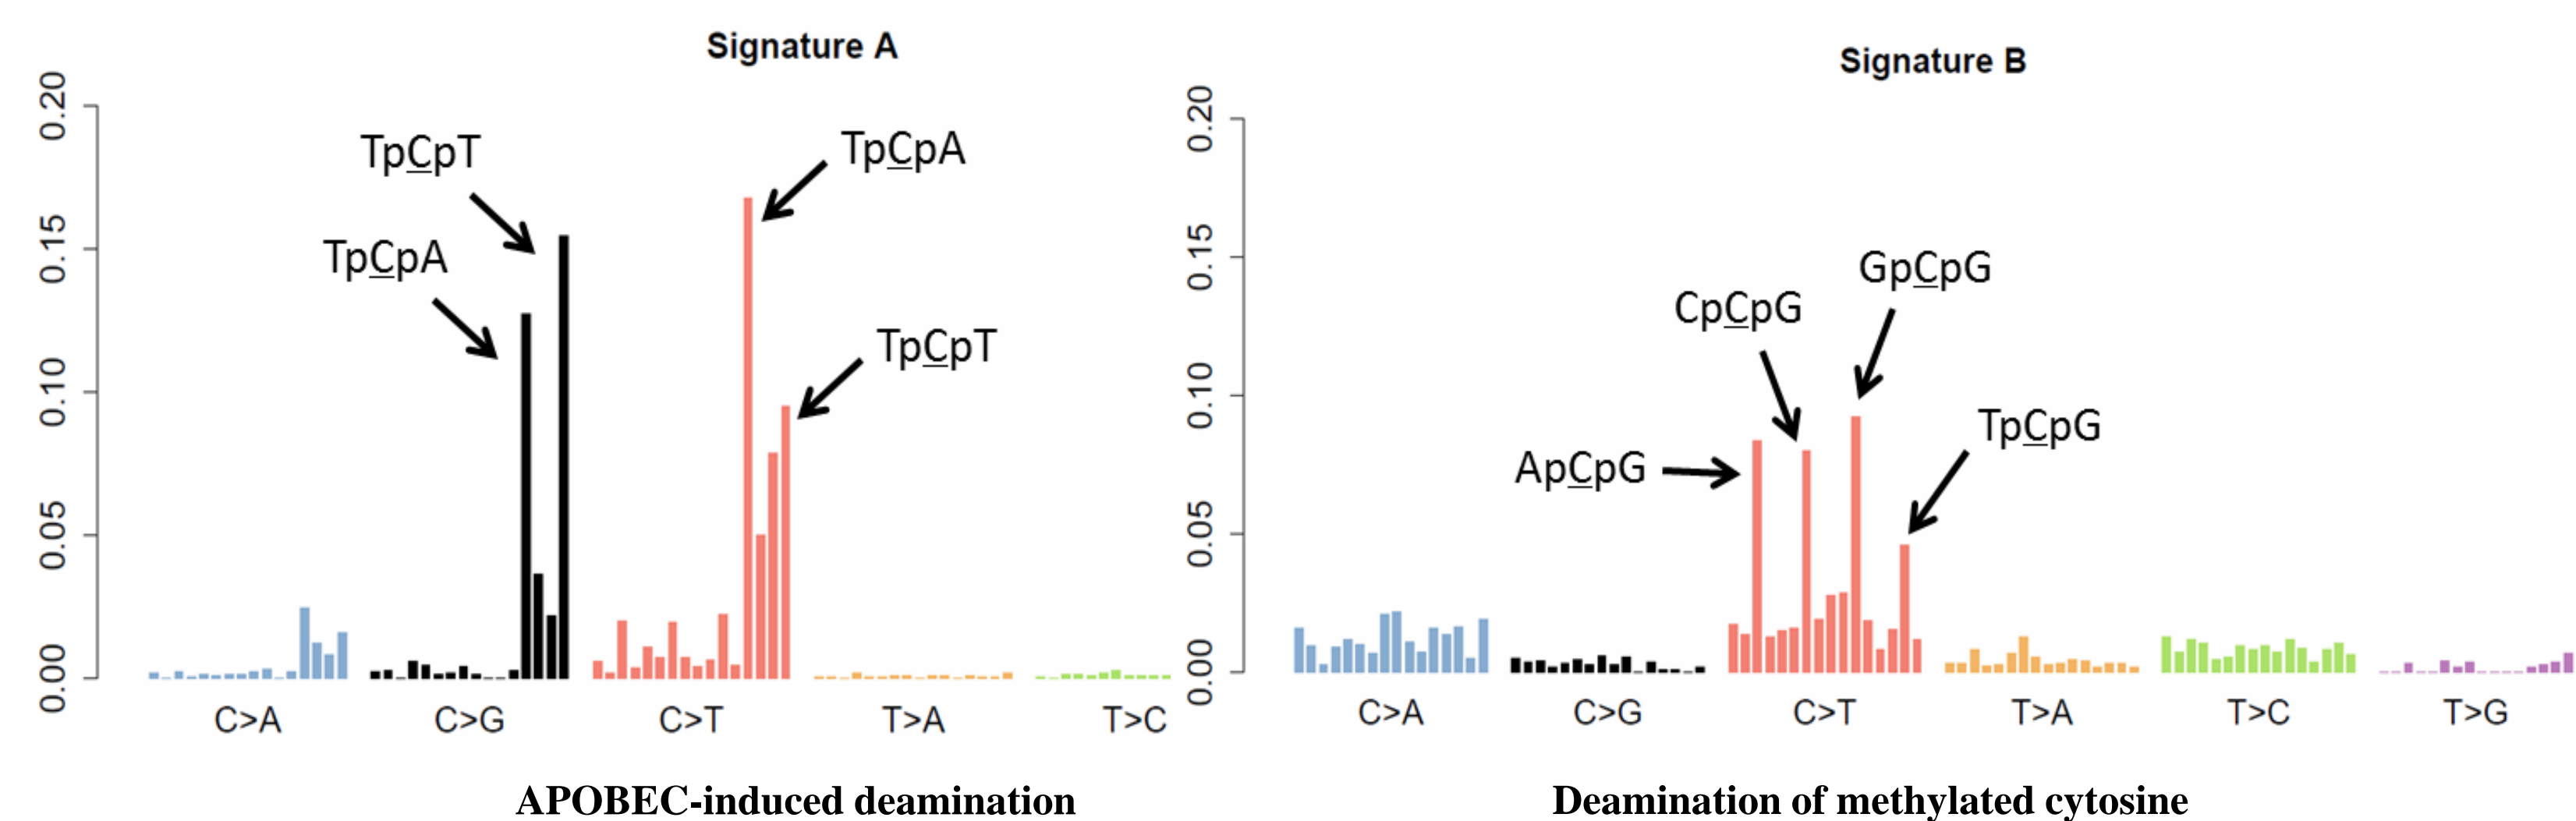 Signature A
0.20
0.15
0.10
0.05
0.00
TpCpT
TpCpA
TpCpA
TpCpT
C>A C>G C>T T>A T>C
APOBEC-induced deamination
Signature B
0.20
0.15
0.10
0.05
0.00
GpCpG
CpCpG
TpCpG
ApCpG
C>A C>G C>T T>A T>C T>G
Deamination of methylated cytosine